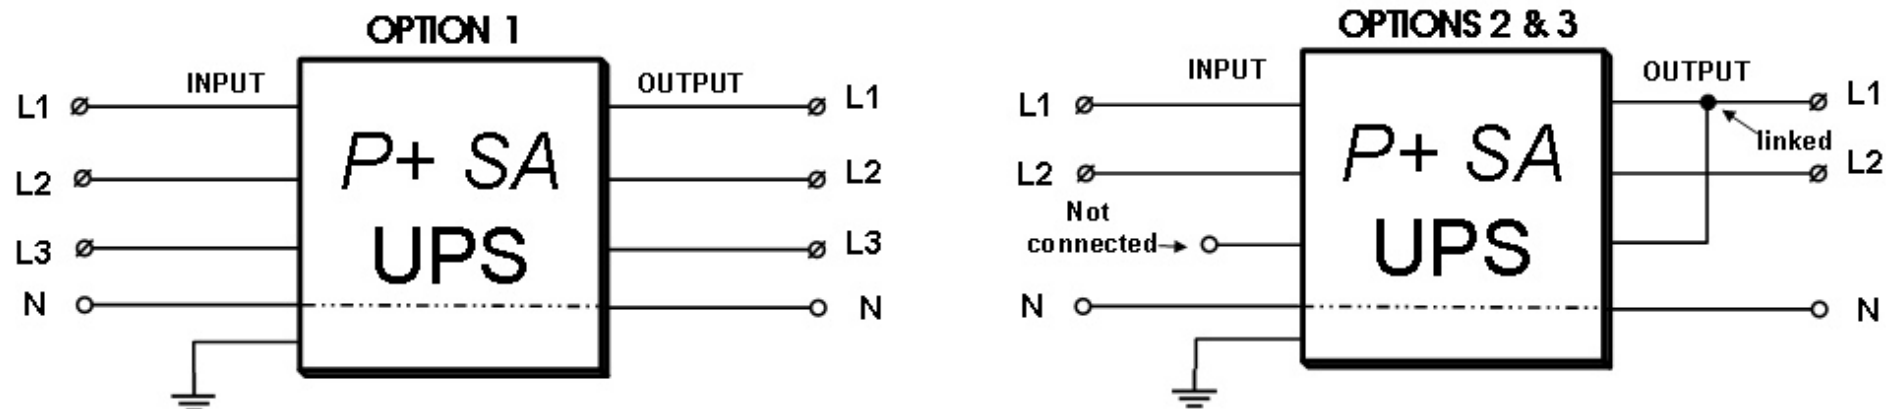 OPTION 1
INPUT
OUTPUT
L1
L1
P+ SA
L2
L2
UPS
L3
L3
N
N
OPTIONS 2 & 3
INPUT
OUTPUT
L1
L1
linked
P+ SA
L2
L2
Not
connected
UPS
N
N